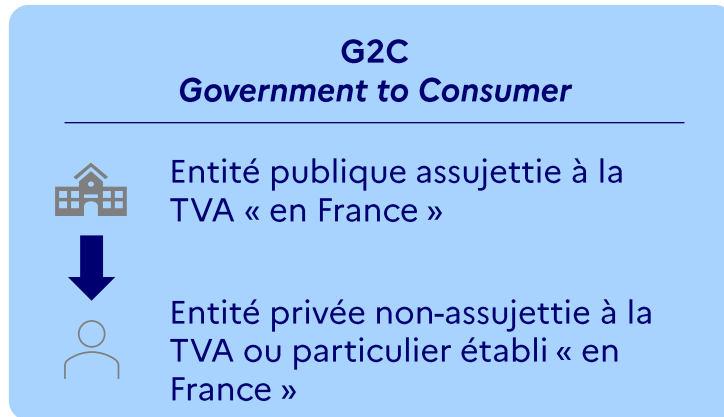 G2C
Government to Consumer
Entité publique assujettie à la
TVA « en France »
Entité privée non-assujettie à la
TVA ou particulier établi « en
France »